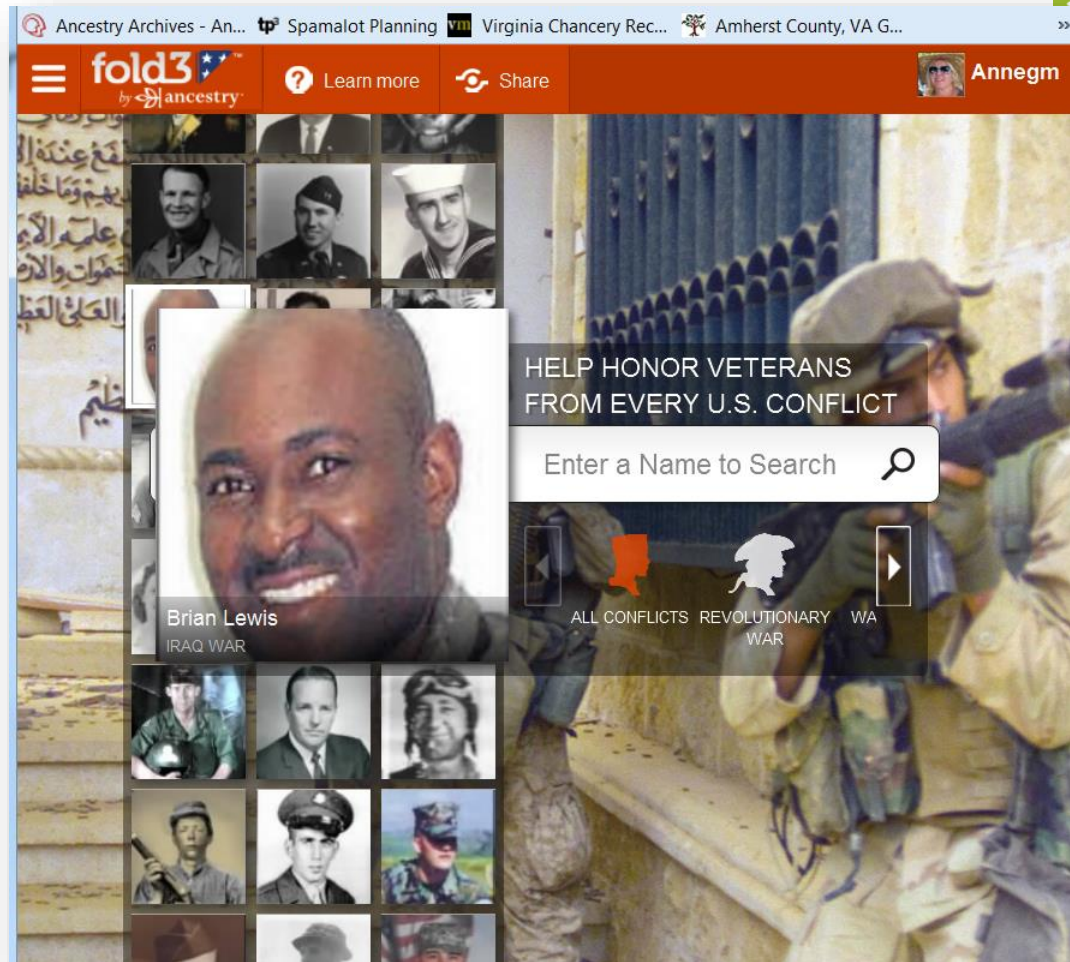 Ancestry Archives - An... tp³ Spamalot Planning vm Virginia Chancery Rec... Amherst County, VA G... »
fold3™ ? Learn more Share Annegm
by ancestry
HELP HONOR VETERANS
FROM EVERY U.S. CONFLICT
Enter a Name to Search
ALL CONFLICTS REVOLUTIONARY WAR WA
Brian Lewis
IRAQ WAR